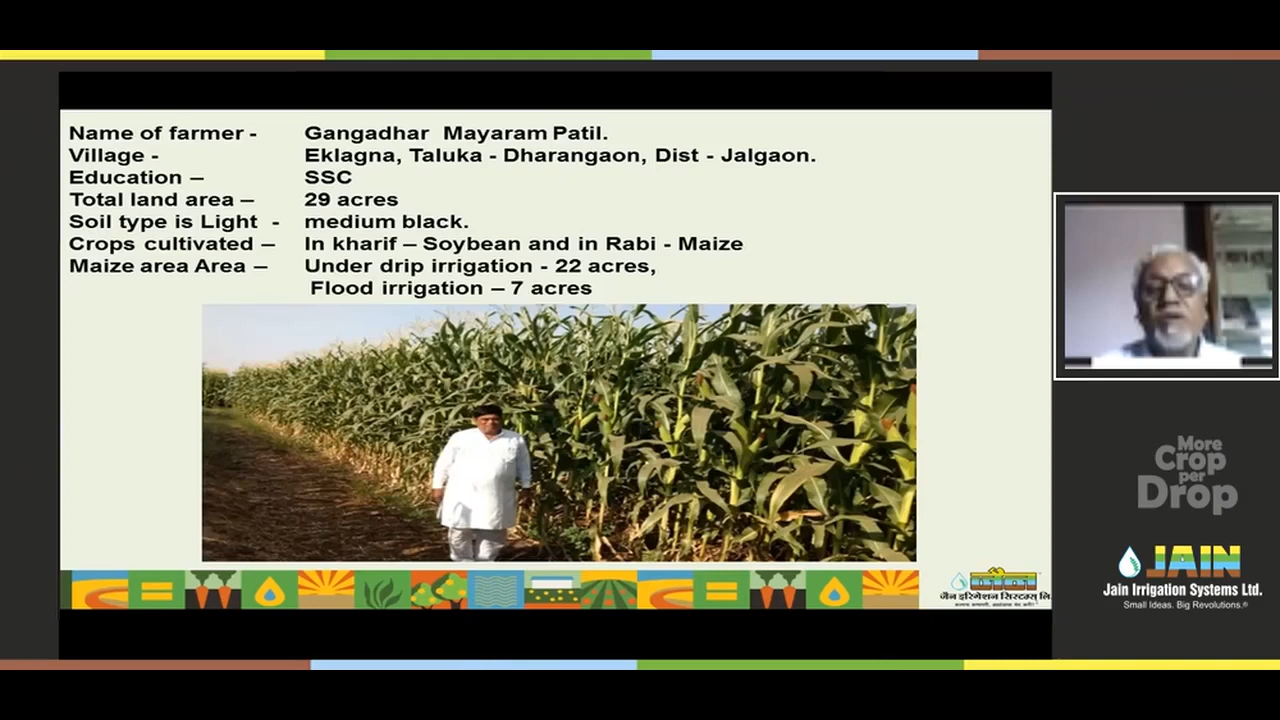 Name of farmer - Gangadhar Mayaram Patil.
Village - Eklagna, Taluka - Dharangaon, Dist - Jalgaon.
Education – SSC
Total land area – 29 acres
Soil type is Light - medium black.
Crops cultivated – In kharif – Soybean and in Rabi - Maize
Maize area Area – Under drip irrigation - 22 acres,
Flood irrigation – 7 acres
More
Crop
per
Drop
JAIN
Jain Irrigation Systems Ltd.
Small Ideas. Big Revolutions.®
जैन
जैन इरिगेशन सिस्टम्स् लि.